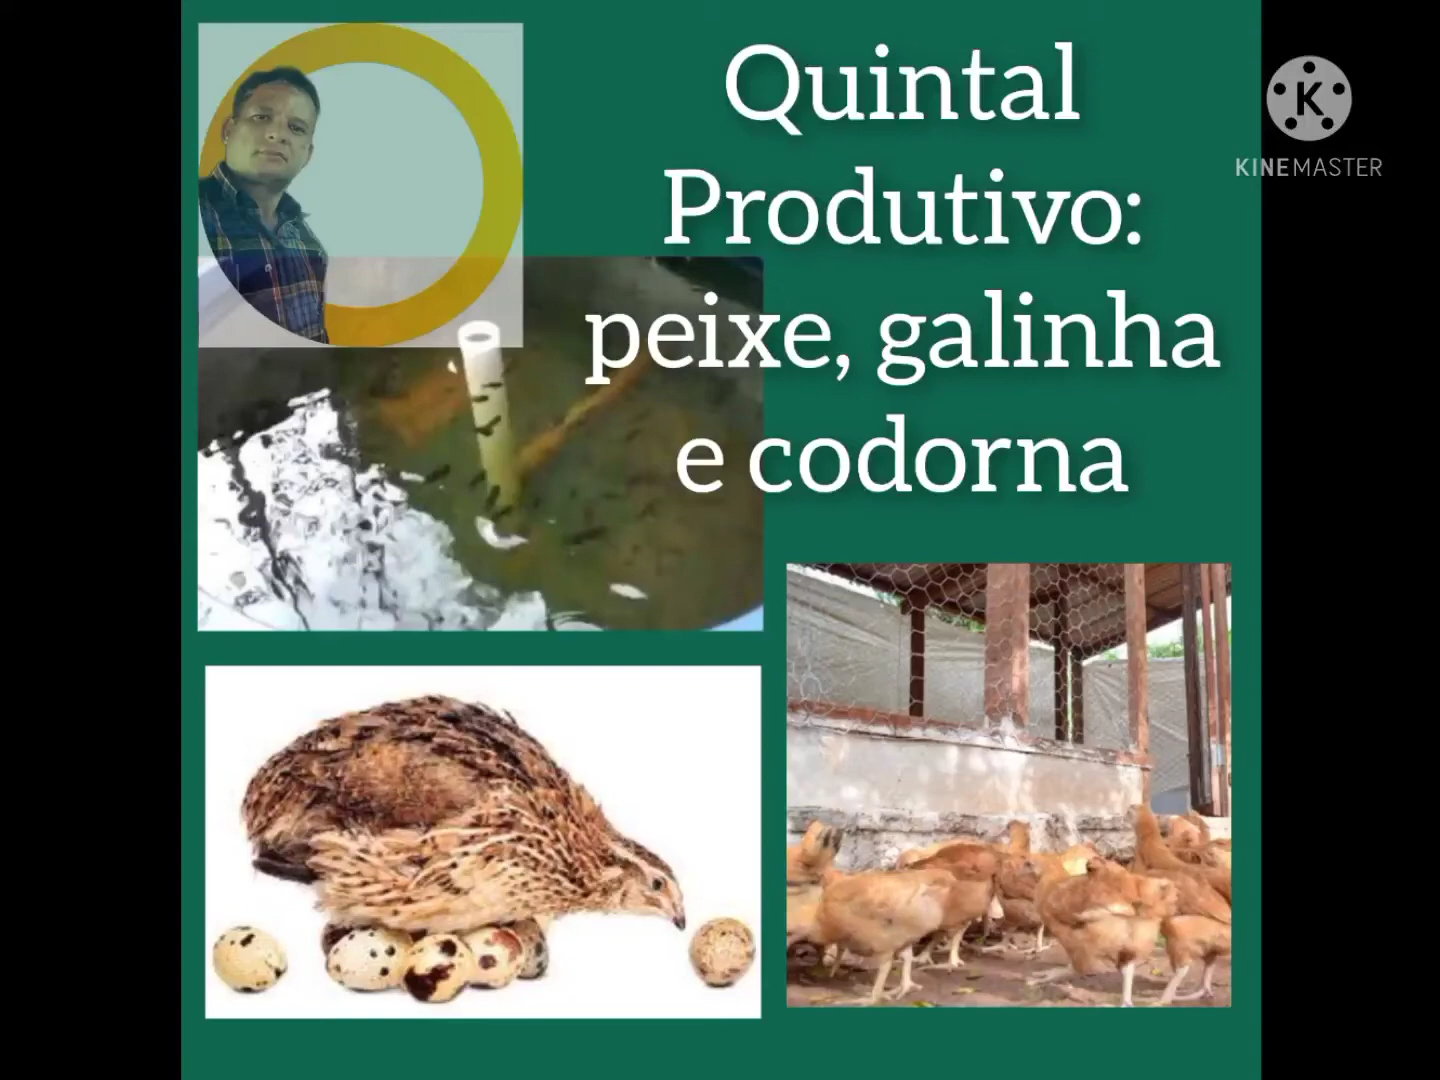 Quintal
Produtivo:
peixe, galinha
e codorna
K
KINEMASTER